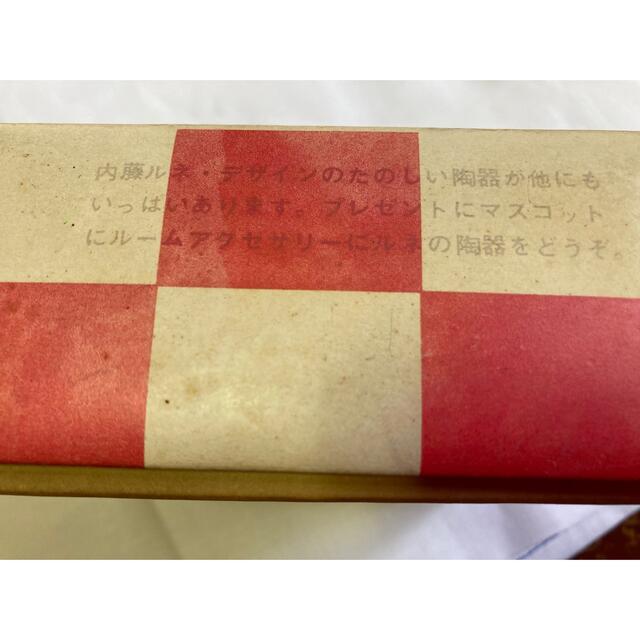 内藤ルネ・デザインのたのしい陶器が他にも
いっぱいあります。プレゼントにマスコット
にルームアクセサリーにルネの陶器をどうぞ。